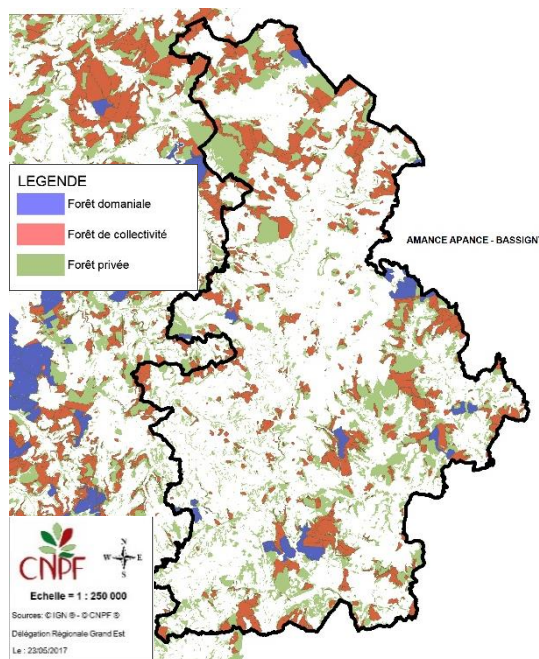 LEGENDE
Forêt domaniale
Forêt de collectivité
Forêt privée
AMANCE APANCE - BASSIGN
N
W E
S
CNPF
Echelle = 1 : 250 000
Sources: © IGN ® - © CNPF ®
Délégation Régionale Grand Est
Le : 23/05/2017